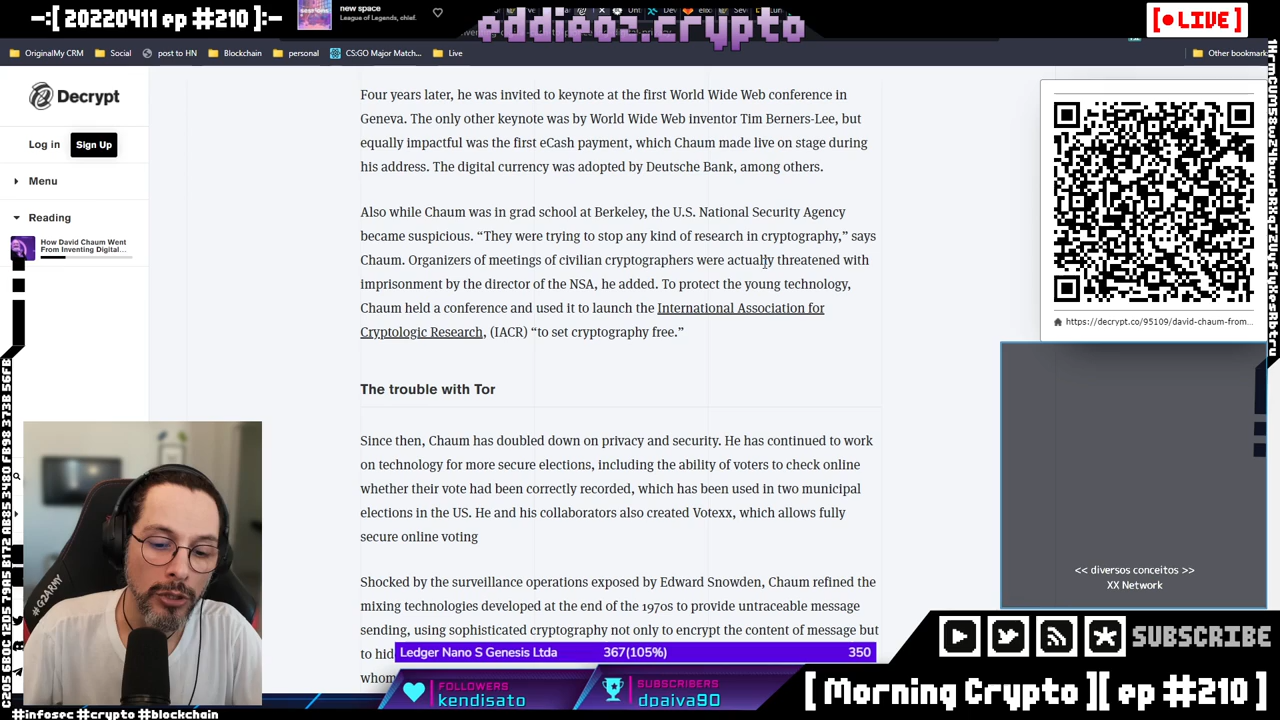 -:[ 20220411 ep #210 ]:-
new space
League of Legends, chief.
eddieoz.crypto
[ LIVE ]
OriginalMy CRM
Social
post to HN
Blockchain
personal
CS:GO Major Match...
Live
Other bookmark
Decrypt
Log in
Sign Up
Menu
Reading
How David Chaum Went
From Inventing Digital...
Four years later, he was invited to keynote at the first World Wide Web conference in
Geneva. The only other keynote was by World Wide Web inventor Tim Berners-Lee, but
equally impactful was the first eCash payment, which Chaum made live on stage during
his address. The digital currency was adopted by Deutsche Bank, among others.
Also while Chaum was in grad school at Berkeley, the U.S. National Security Agency
became suspicious. “They were trying to stop any kind of research in cryptography,” says
Chaum. Organizers of meetings of civilian cryptographers were actually threatened with
imprisonment by the director of the NSA, he added. To protect the young technology,
Chaum held a conference and used it to launch the International Association for
Cryptologic Research, (IACR) “to set cryptography free.”
The trouble with Tor
Since then, Chaum has doubled down on privacy and security. He has continued to work
on technology for more secure elections, including the ability of voters to check online
whether their vote had been correctly recorded, which has been used in two municipal
elections in the US. He and his collaborators also created Votexx, which allows fully
secure online voting
Shocked by the surveillance operations exposed by Edward Snowden, Chaum refined the
mixing technologies developed at the end of the 1970s to provide untraceable message
sending, using sophisticated cryptography not only to encrypt the content of message but
to hid
whom
https://decrypt.co/95109/david-chaum-from...
<< diversos conceitos >>
XX Network
#G2ARMY
Ledger Nano S Genesis Ltda
367(105%)
350
FOLLOWERS
kendisato
SUBSCRIBERS
dpaiva90
SUBSCRIBE
[ Morning Crypto ][ ep #210 ]
#infosec #crypto #blockchain